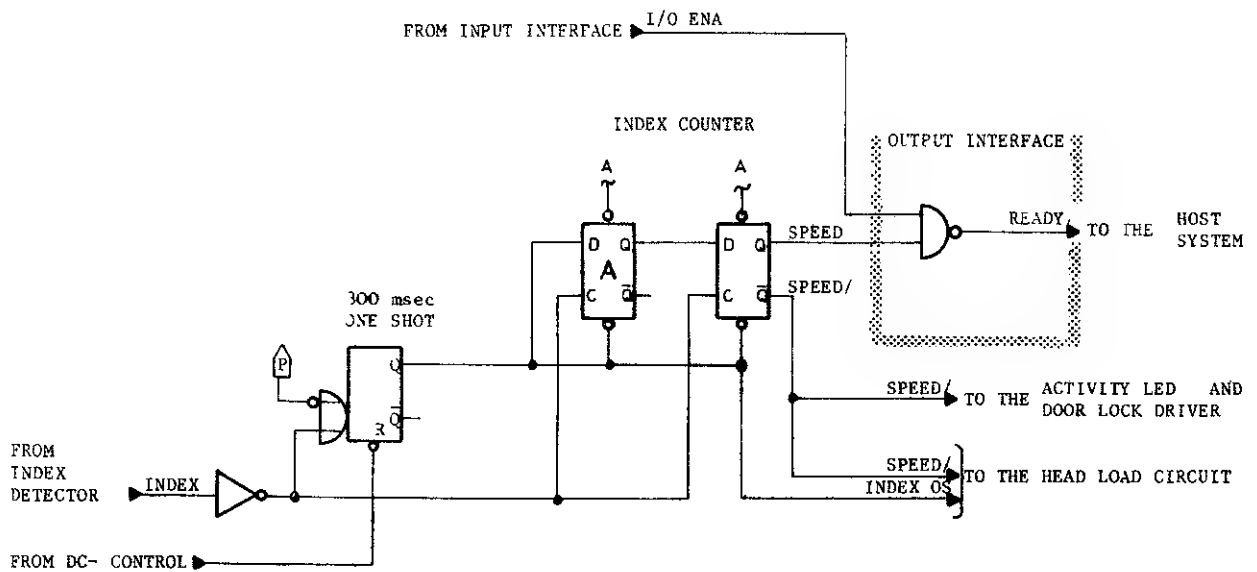 I/O ENA
FROM INPUT INTERFACE
INDEX COUNTER
OUTPUT INTERFACE
A
A
D Q
A
C Q̅
D Q
C Q̅
SPEED
SPEED/
READY/
TO THE HOST
SYSTEM
300 msec
ONE SHOT
P
Q
Q̅
R
SPEED/
TO THE ACTIVITY LED AND
DOOR LOCK DRIVER
FROM
INDEX
DETECTOR
INDEX
SPEED/
INDEX OS
TO THE HEAD LOAD CIRCUIT
FROM DC- CONTROL